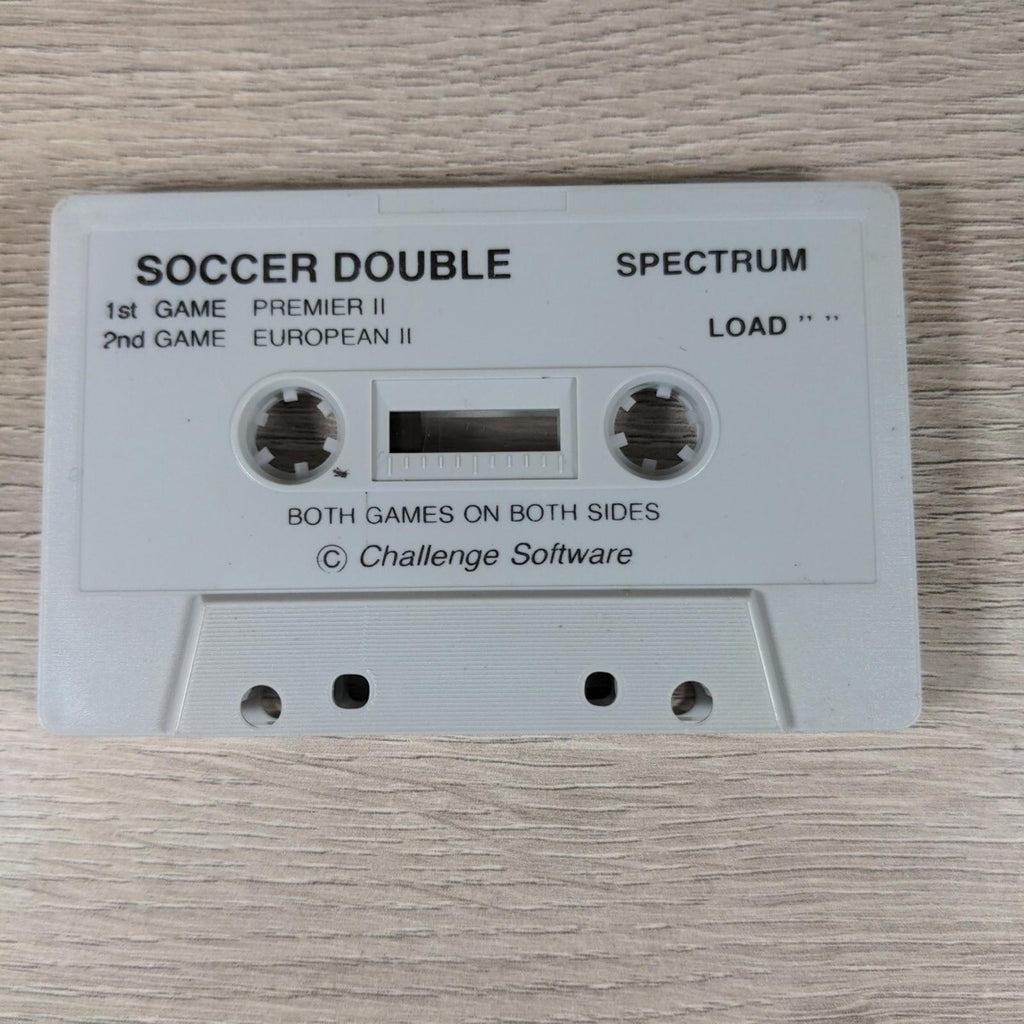 SOCCER DOUBLE
SPECTRUM
1st GAME PREMIER II
2nd GAME EUROPEAN II
LOAD ” ”
BOTH GAMES ON BOTH SIDES
© Challenge Software